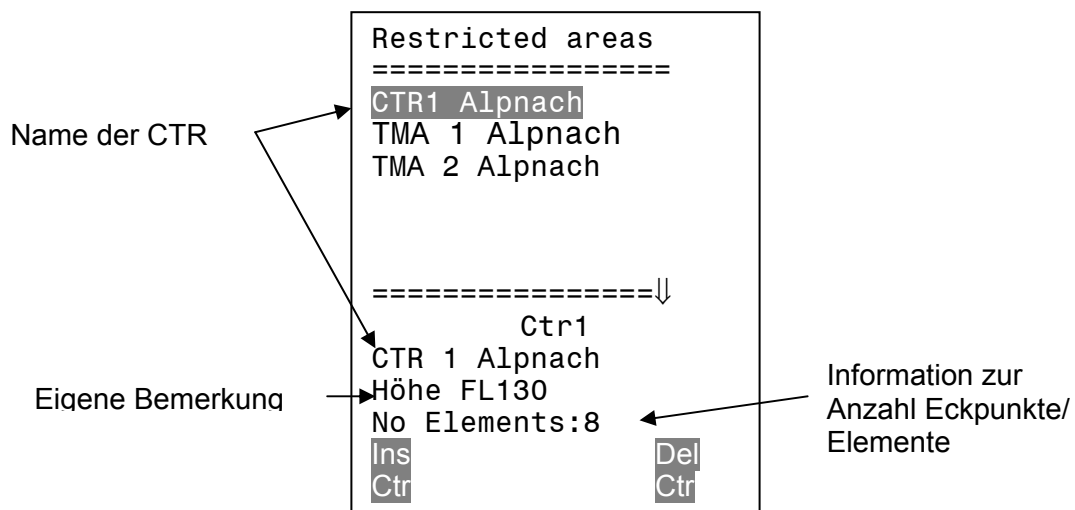 Restricted areas
=================
CTR1 Alpnach
Name der CTR
TMA 1 Alpnach
TMA 2 Alpnach
================⇓
Ctr1
CTR 1 Alpnach
Eigene Bemerkung
Höhe FL130
No Elements:8
Information zur
Anzahl Eckpunkte/
Elemente
Ins Del
Ctr Ctr